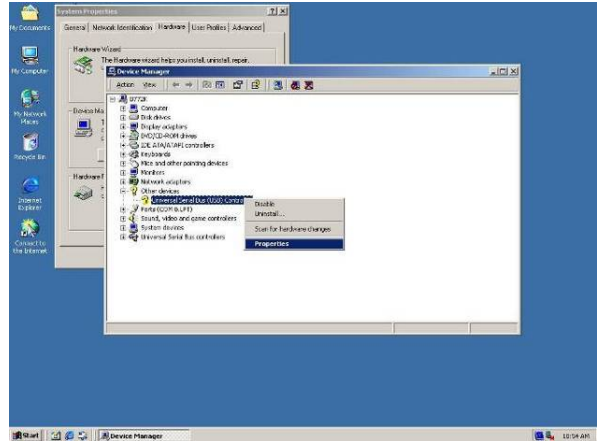 My Documents
My Computer
My Network
Places
Recycle Bin
Internet
Explorer
Connect to
the Internet
System Properties
General
Network Identification
Hardware
User Profiles
Advanced
Hardware Wizard
The Hardware wizard helps you install, uninstall, repair,
Device Ma
Hardware P
Device Manager
Action View
Computer
Disk drives
Display adapters
DVD/CD-ROM drives
IDE ATA/ATAPI controllers
Keyboards
Mice and other pointing devices
Monitors
Network adapters
Other devices
Universal Serial Bus (USB) Contro
Ports (COM & LPT)
Sound, video and game controllers
System devices
Universal Serial Bus controllers
Disable
Uninstall...
Scan for hardware changes
Properties
Start
Device Manager
10:54 AM